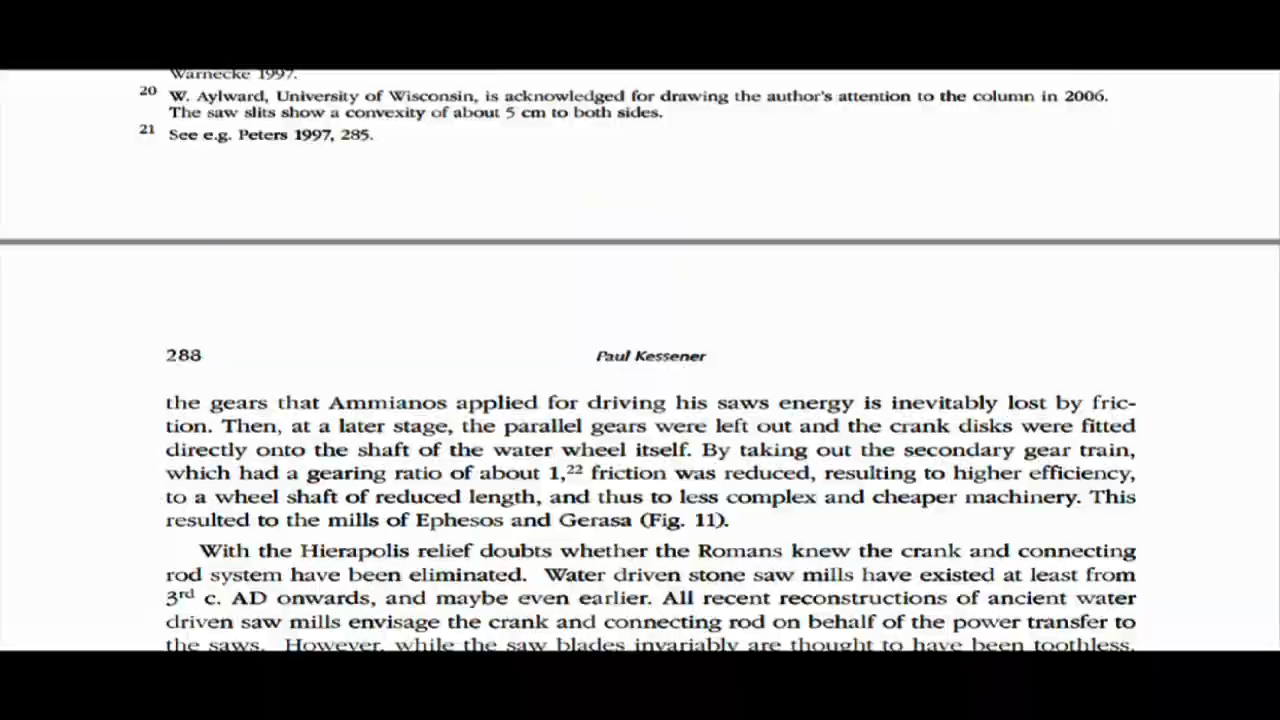 Warnecke 1997.
20 W. Aylward, University of Wisconsin, is acknowledged for drawing the author's attention to the column in 2006.
The saw slits show a convexity of about 5 cm to both sides.
21 See e.g. Peters 1997, 285.
288 Paul Kessener
the gears that Ammianos applied for driving his saws energy is inevitably lost by fric-
tion. Then, at a later stage, the parallel gears were left out and the crank disks were fitted
directly onto the shaft of the water wheel itself. By taking out the secondary gear train,
which had a gearing ratio of about 1,²² friction was reduced, resulting to higher efficiency,
to a wheel shaft of reduced length, and thus to less complex and cheaper machinery. This
resulted to the mills of Ephesos and Gerasa (Fig. 11).
With the Hierapolis relief doubts whether the Romans knew the crank and connecting
rod system have been eliminated. Water driven stone saw mills have existed at least from
3rd c. AD onwards, and maybe even earlier. All recent reconstructions of ancient water
driven saw mills envisage the crank and connecting rod on behalf of the power transfer to
the saws. However, while the saw blades invariably are thought to have been toothless,